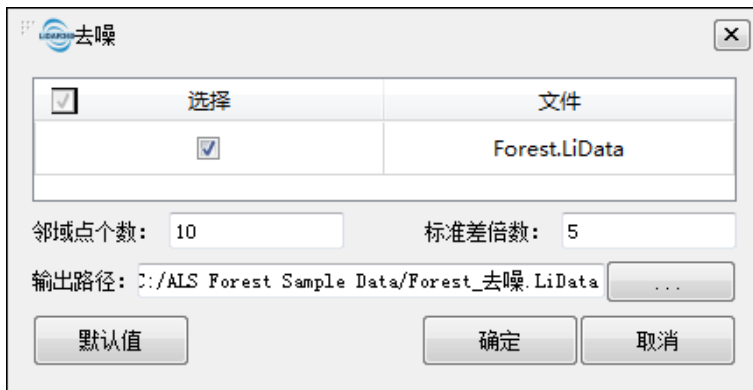 LiDAR360 去噪
选择 文件
Forest.LiData
邻域点个数： 10 标准差倍数： 5
输出路径： C:/ALS Forest Sample Data/Forest_去噪.LiData ...
默认值 确定 取消